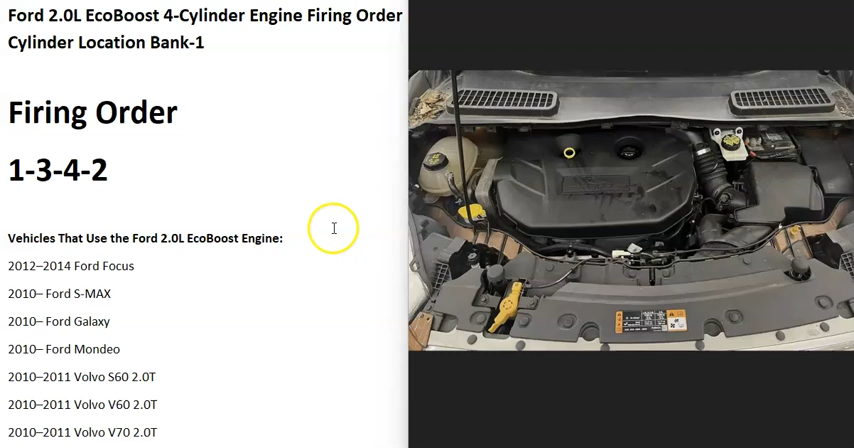 Ford 2.0L EcoBoost 4-Cylinder Engine Firing Order
Cylinder Location Bank-1
Firing Order
1-3-4-2
Vehicles That Use the Ford 2.0L EcoBoost Engine:
2012–2014 Ford Focus
2010– Ford S-MAX
2010– Ford Galaxy
2010– Ford Mondeo
2010–2011 Volvo S60 2.0T
2010–2011 Volvo V60 2.0T
2010–2011 Volvo V70 2.0T